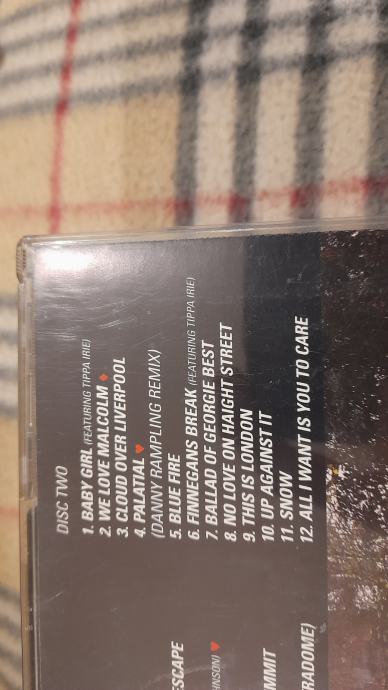 DISC TWO
1. BABY GIRL (FEATURING TIPPA IRIE)
2. WE LOVE MALCOLM ♦
3. CLOUD OVER LIVERPOOL
4. PALATIAL ♥
(DANNY RAMPLING REMIX)
5. BLUE FIRE
6. FINNEGANS BREAK (FEATURING TIPPA IRIE)
7. BALLAD OF GEORGIE BEST
8. NO LOVE ON HAIGHT STREET
9. THIS IS LONDON
10. UP AGAINST IT
11. SNOW
12. ALL I WANT IS YOU TO CARE
ESCAPE
HNSON) ♥
MMIT
RADOME)